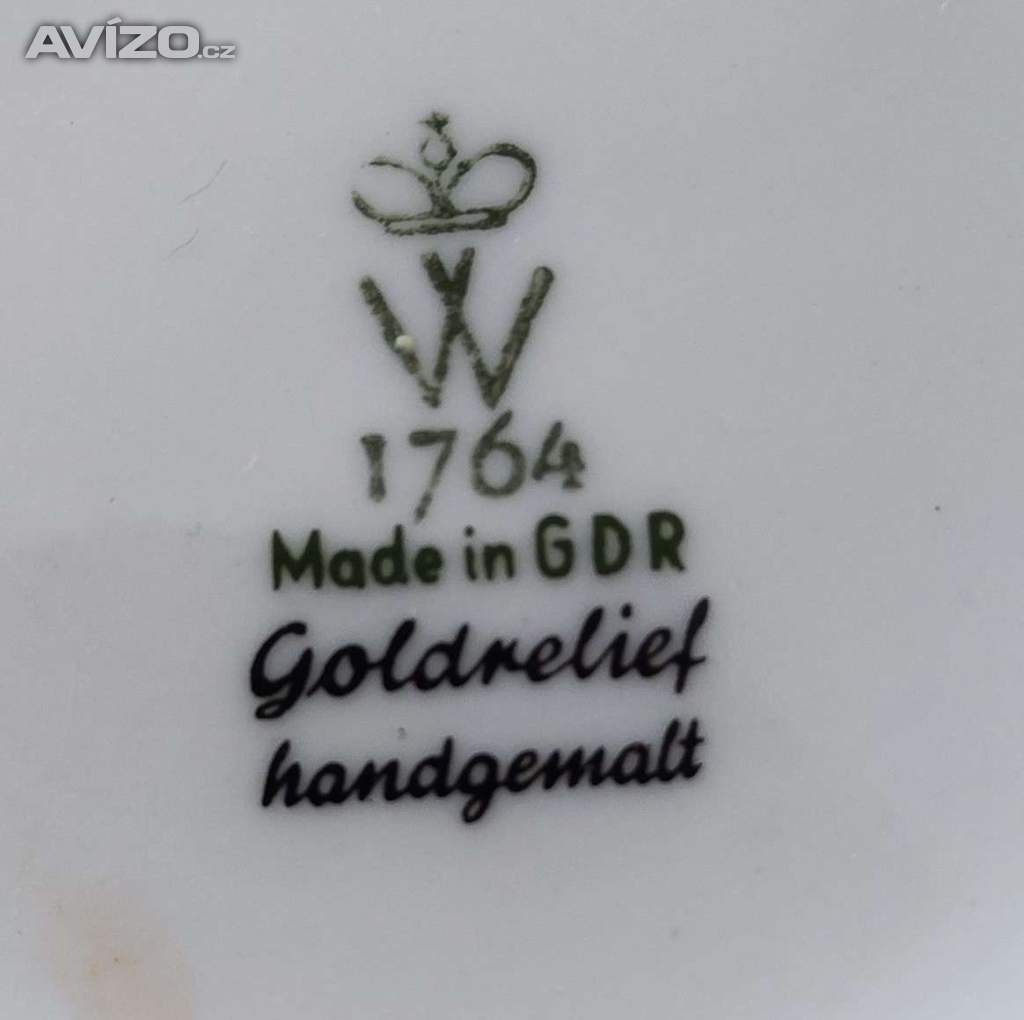 AVÍZO.cz
W
1764
Made in GDR
Goldrelief
handgemalt